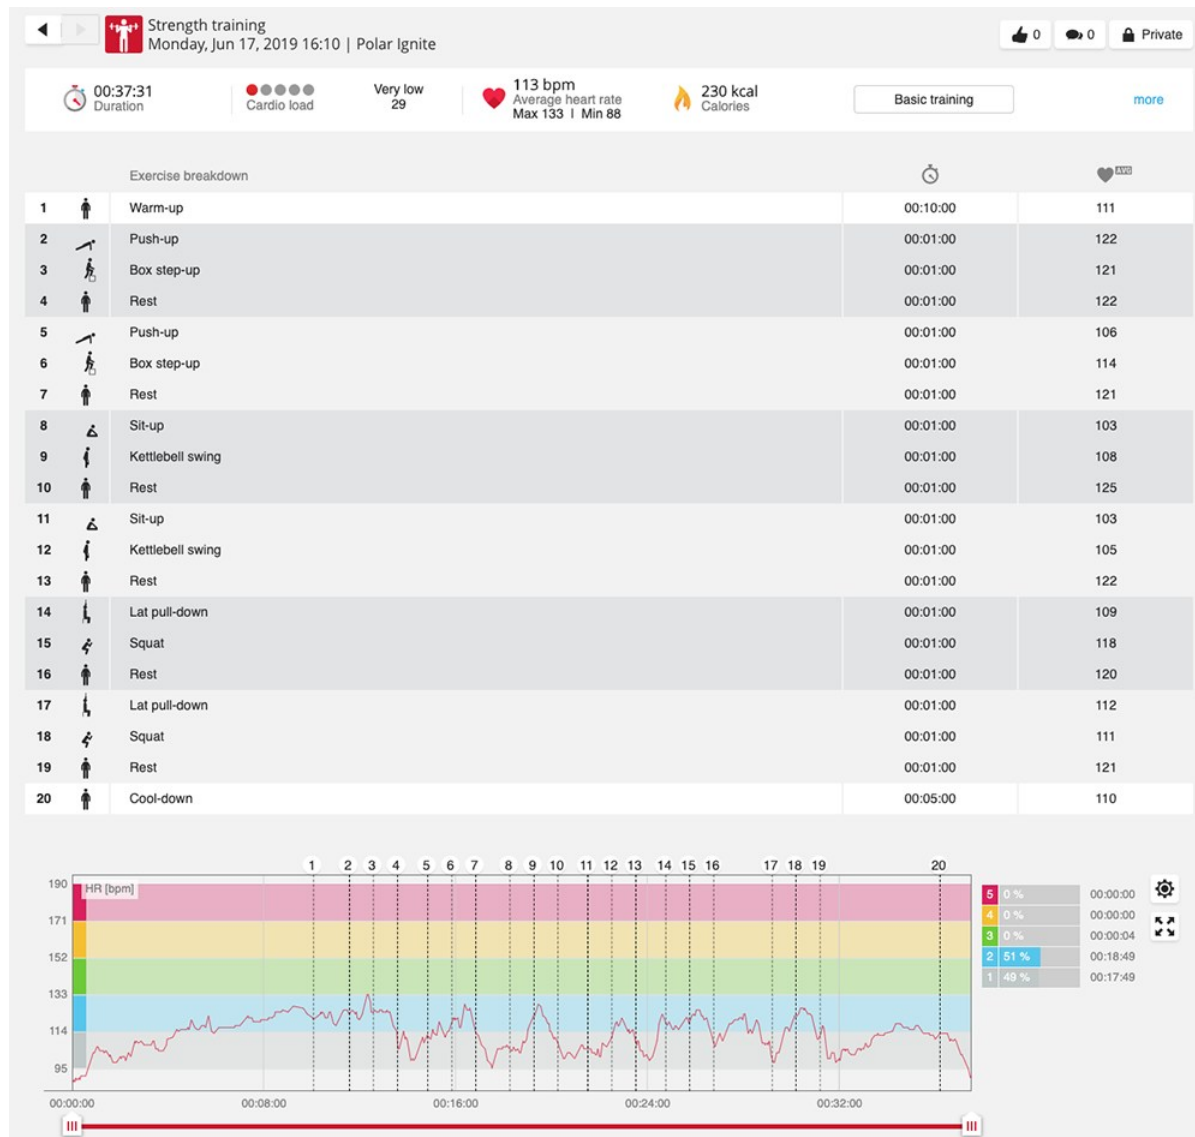 Strength training
Monday, Jun 17, 2019 16:10 | Polar Ignite
0 0 Private
00:37:31
Duration
Cardio load
Very low
29
113 bpm
Average heart rate
Max 133 | Min 88
230 kcal
Calories
Basic training
more
Exercise breakdown AVG
1 Warm-up 00:10:00 111
2 Push-up 00:01:00 122
3 Box step-up 00:01:00 121
4 Rest 00:01:00 122
5 Push-up 00:01:00 106
6 Box step-up 00:01:00 114
7 Rest 00:01:00 121
8 Sit-up 00:01:00 103
9 Kettlebell swing 00:01:00 108
10 Rest 00:01:00 125
11 Sit-up 00:01:00 103
12 Kettlebell swing 00:01:00 105
13 Rest 00:01:00 122
14 Lat pull-down 00:01:00 109
15 Squat 00:01:00 118
16 Rest 00:01:00 120
17 Lat pull-down 00:01:00 112
18 Squat 00:01:00 111
19 Rest 00:01:00 121
20 Cool-down 00:05:00 110
1 2 3 4 5 6 7 8 9 10 11 12 13 14 15 16 17 18 19 20
HR [bpm]
190
171
152
133
114
95
00:00:00 00:08:00 00:16:00 00:24:00 00:32:00
5 0 % 00:00:00
4 0 % 00:00:00
3 0 % 00:00:04
2 51 % 00:18:49
1 49 % 00:17:49